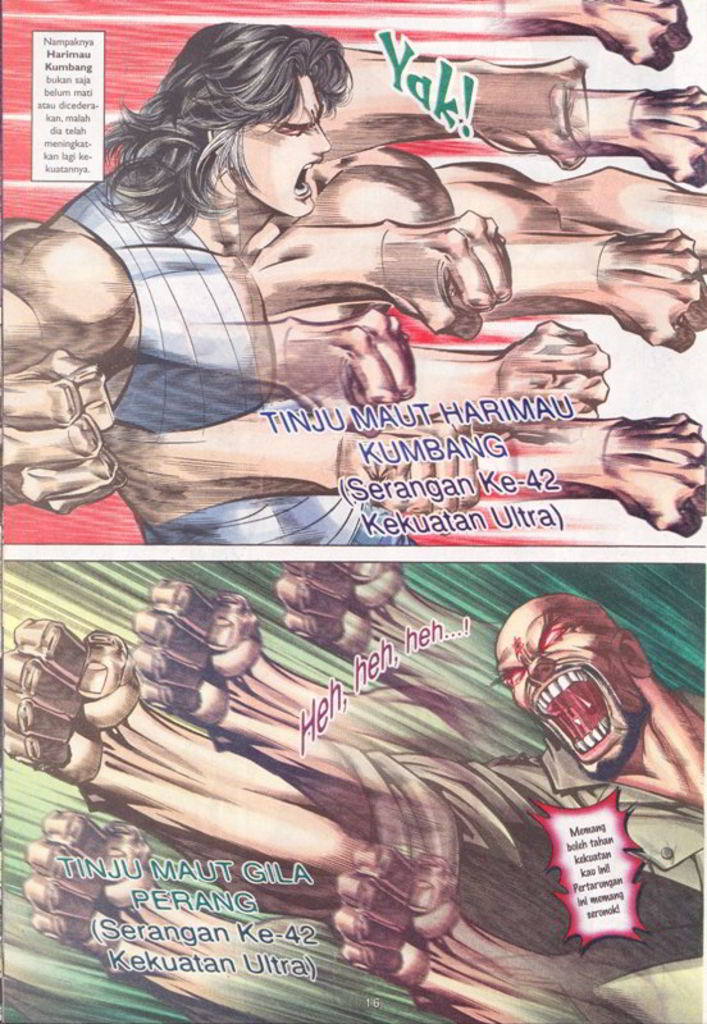 Nampaknya
Harimau
Kumbang
bukan saja
belum mati
atau dicedera-
kan, malah
dia telah
meningkat-
kan lagi ke-
kuatannya.
Yak!
TINJU MAUT HARIMAU
KUMBANG
(Serangan Ke-42
Kekuatan Ultra)
Heh, heh, heh...!
Memang
boleh tahan
kekuatan
kau ini!
Pertarungan
ini memang
seronok!
TINJU MAUT GILA
PERANG
(Serangan Ke-42
Kekuatan Ultra)
16